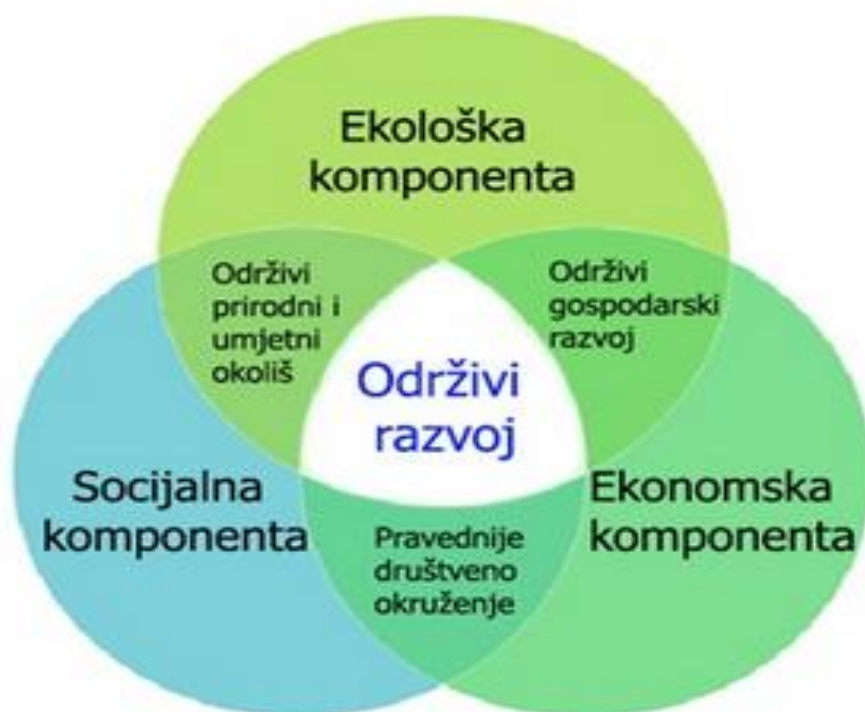 Ekološka
komponenta
Održivi
prirodni i
umjetni
okoliš
Održivi
gospodarski
razvoj
Održivi
razvoj
Socijalna
komponenta
Ekonomska
komponenta
Pravednije
društveno
okruženje